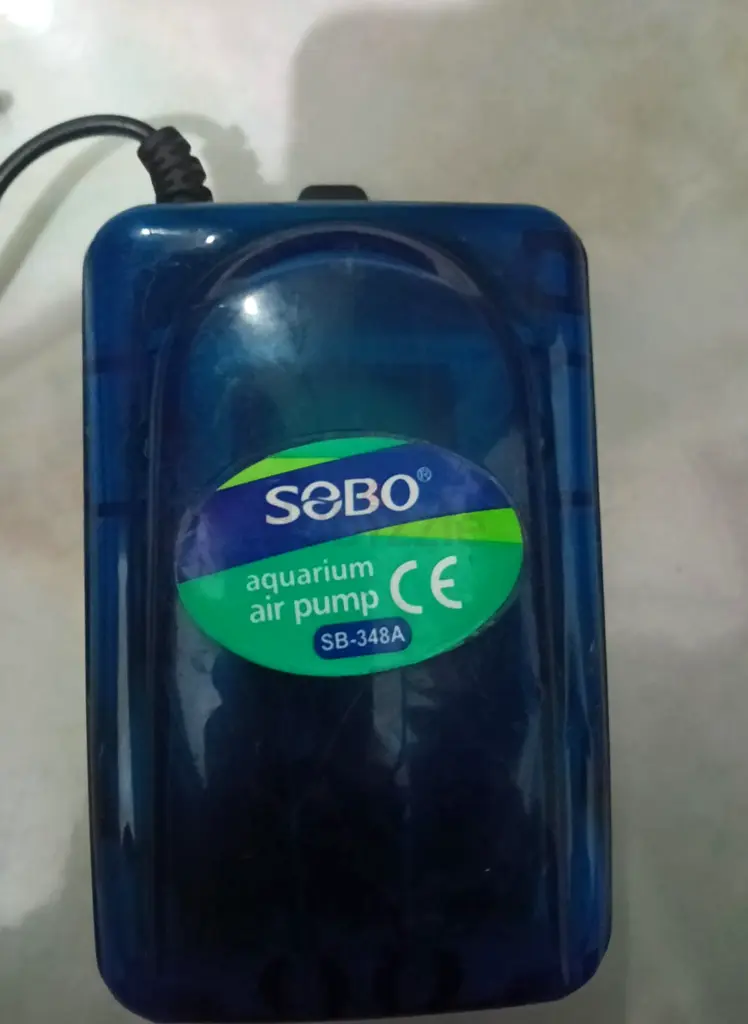 SOBO®
aquarium
air pump CE
SB-348A